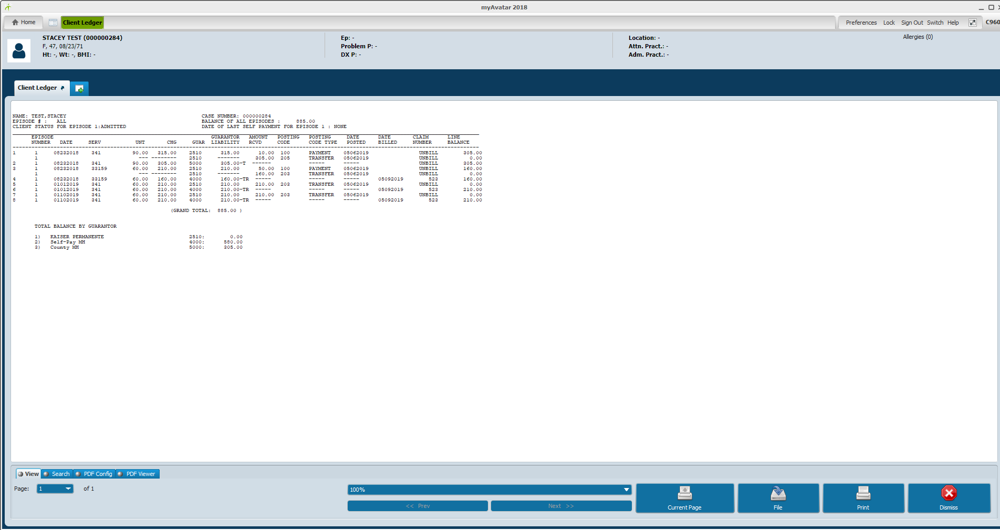 myAvatar 2018
Home Client Ledger Preferences Lock Sign Out Switch Help C960
STACEY TEST (000000284)
F, 47, 08/23/71
Ht: -, Wt: -, BMI: -
Ep: -
Problem P: -
DX P: -
Location: -
Attn. Pract.: -
Adm. Pract.: -
Allergies (0)
Client Ledger
NAME: TEST,STACEY CASE NUMBER: 000000284
EPISODE # : ALL BALANCE OF ALL EPISODES : 885.00
CLIENT STATUS FOR EPISODE 1:ADMITTED DATE OF LAST SELF PAYMENT FOR EPISODE 1 : NONE
EPISODE GUARANTOR AMOUNT POSTING POSTING DATE DATE CLAIM LINE
NUMBER DATE SERV UNT CHG GUAR LIABILITY RCVD CODE CODE TYPE POSTED BILLED NUMBER BALANCE
1 1 08232018 341 90.00 315.00 2510 315.00 10.00 100 PAYMENT 05062019 UNBILL 305.00
1 --- -------- 2510 ------- 305.00 205 TRANSFER 05062019 UNBILL 0.00
2 1 08232018 341 90.00 305.00 5000 305.00-T ------ ----- ----- UNBILL 305.00
3 1 08232018 33159 60.00 210.00 2510 210.00 50.00 100 PAYMENT 05062019 UNBILL 160.00
1 --- -------- 2510 ------- 160.00 203 TRANSFER 05062019 UNBILL 0.00
4 1 08232018 33159 60.00 160.00 4000 160.00-TR ----- ----- ----- 05092019 523 160.00
5 1 01012019 341 60.00 210.00 2510 210.00 210.00 203 TRANSFER 05062019 UNBILL 0.00
6 1 01012019 341 60.00 210.00 4000 210.00-TR ----- ----- ----- 05092019 523 210.00
7 1 01102019 341 60.00 210.00 2510 210.00 210.00 203 TRANSFER 05062019 UNBILL 0.00
8 1 01102019 341 60.00 210.00 4000 210.00-TR ----- ----- ----- 05092019 523 210.00
(GRAND TOTAL: 885.00 )
TOTAL BALANCE BY GUARANTOR
1) KAISER PERMANENTE 2510: 0.00
2) Self-Pay MH 4000: 580.00
3) County MH 5000: 305.00
View Search PDF Config PDF Viewer
Page: 1 of 1
100%
<< Prev Next >>
Current Page File Print Dismiss